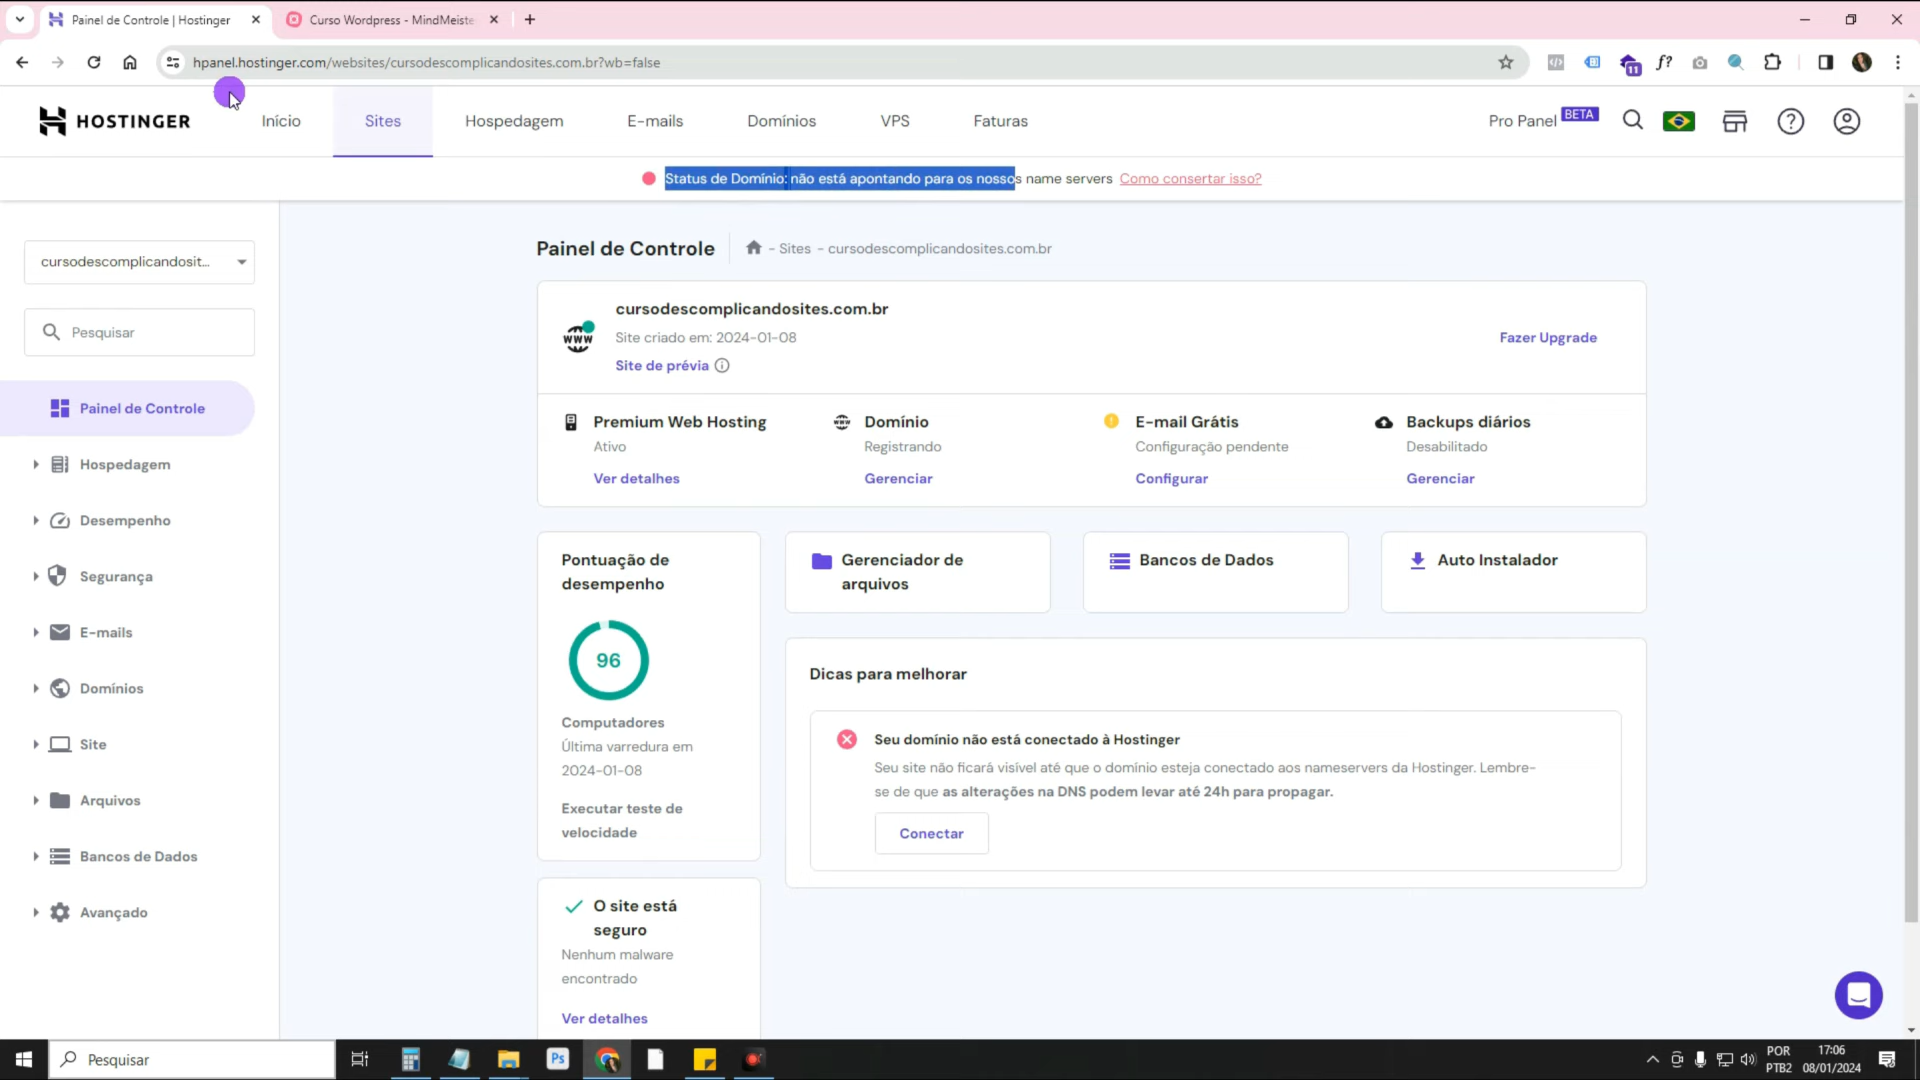 Painel de Controle | Hostinger
Curso Wordpress - MindMeiste
hpanel.hostinger.com/websites/cursodescomplicandosites.com.br?wb=false
11
f?
HOSTINGER
Início
Sites
Hospedagem
E-mails
Domínios
VPS
Faturas
Pro Panel BETA
Status de Domínio: não está apontando para os nossos name servers Como consertar isso?
cursodescomplicandosit...
Pesquisar
Painel de Controle
Hospedagem
Desempenho
Segurança
E-mails
Domínios
Site
Arquivos
Bancos de Dados
Avançado
Painel de Controle
- Sites - cursodescomplicandosites.com.br
www
cursodescomplicandosites.com.br
Site criado em: 2024-01-08
Site de prévia
Fazer Upgrade
Premium Web Hosting
Ativo
Ver detalhes
www
Domínio
Registrando
Gerenciar
E-mail Grátis
Configuração pendente
Configurar
Backups diários
Desabilitado
Gerenciar
Pontuação de
desempenho
96
Computadores
Última varredura em
2024-01-08
Executar teste de
velocidade
Gerenciador de
arquivos
Bancos de Dados
Auto Instalador
Dicas para melhorar
Seu domínio não está conectado à Hostinger
Seu site não ficará visível até que o domínio esteja conectado aos nameservers da Hostinger. Lembre-
se de que as alterações na DNS podem levar até 24h para propagar.
Conectar
O site está
seguro
Nenhum malware
encontrado
Ver detalhes
Pesquisar
Ps
POR
PTB2
17:06
08/01/2024